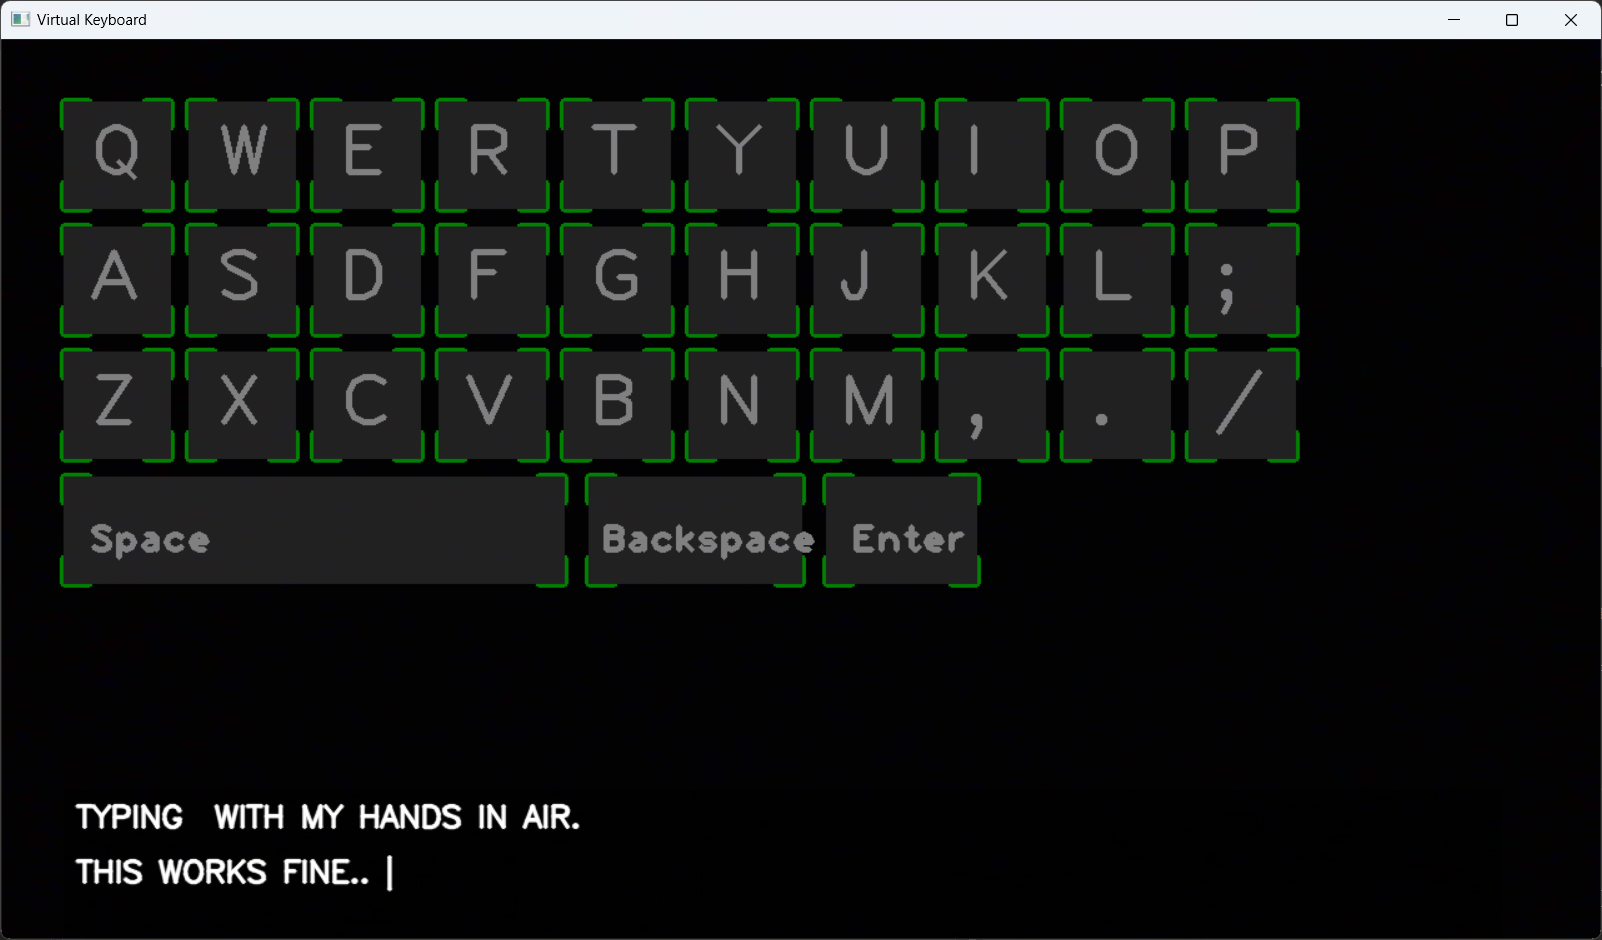 Virtual Keyboard
Q W E R T Y U I O P
A S D F G H J K L ;
Z X C V B N M , . /
Space Backspace Enter
TYPING  WITH MY HANDS IN AIR.
THIS WORKS FINE.. |